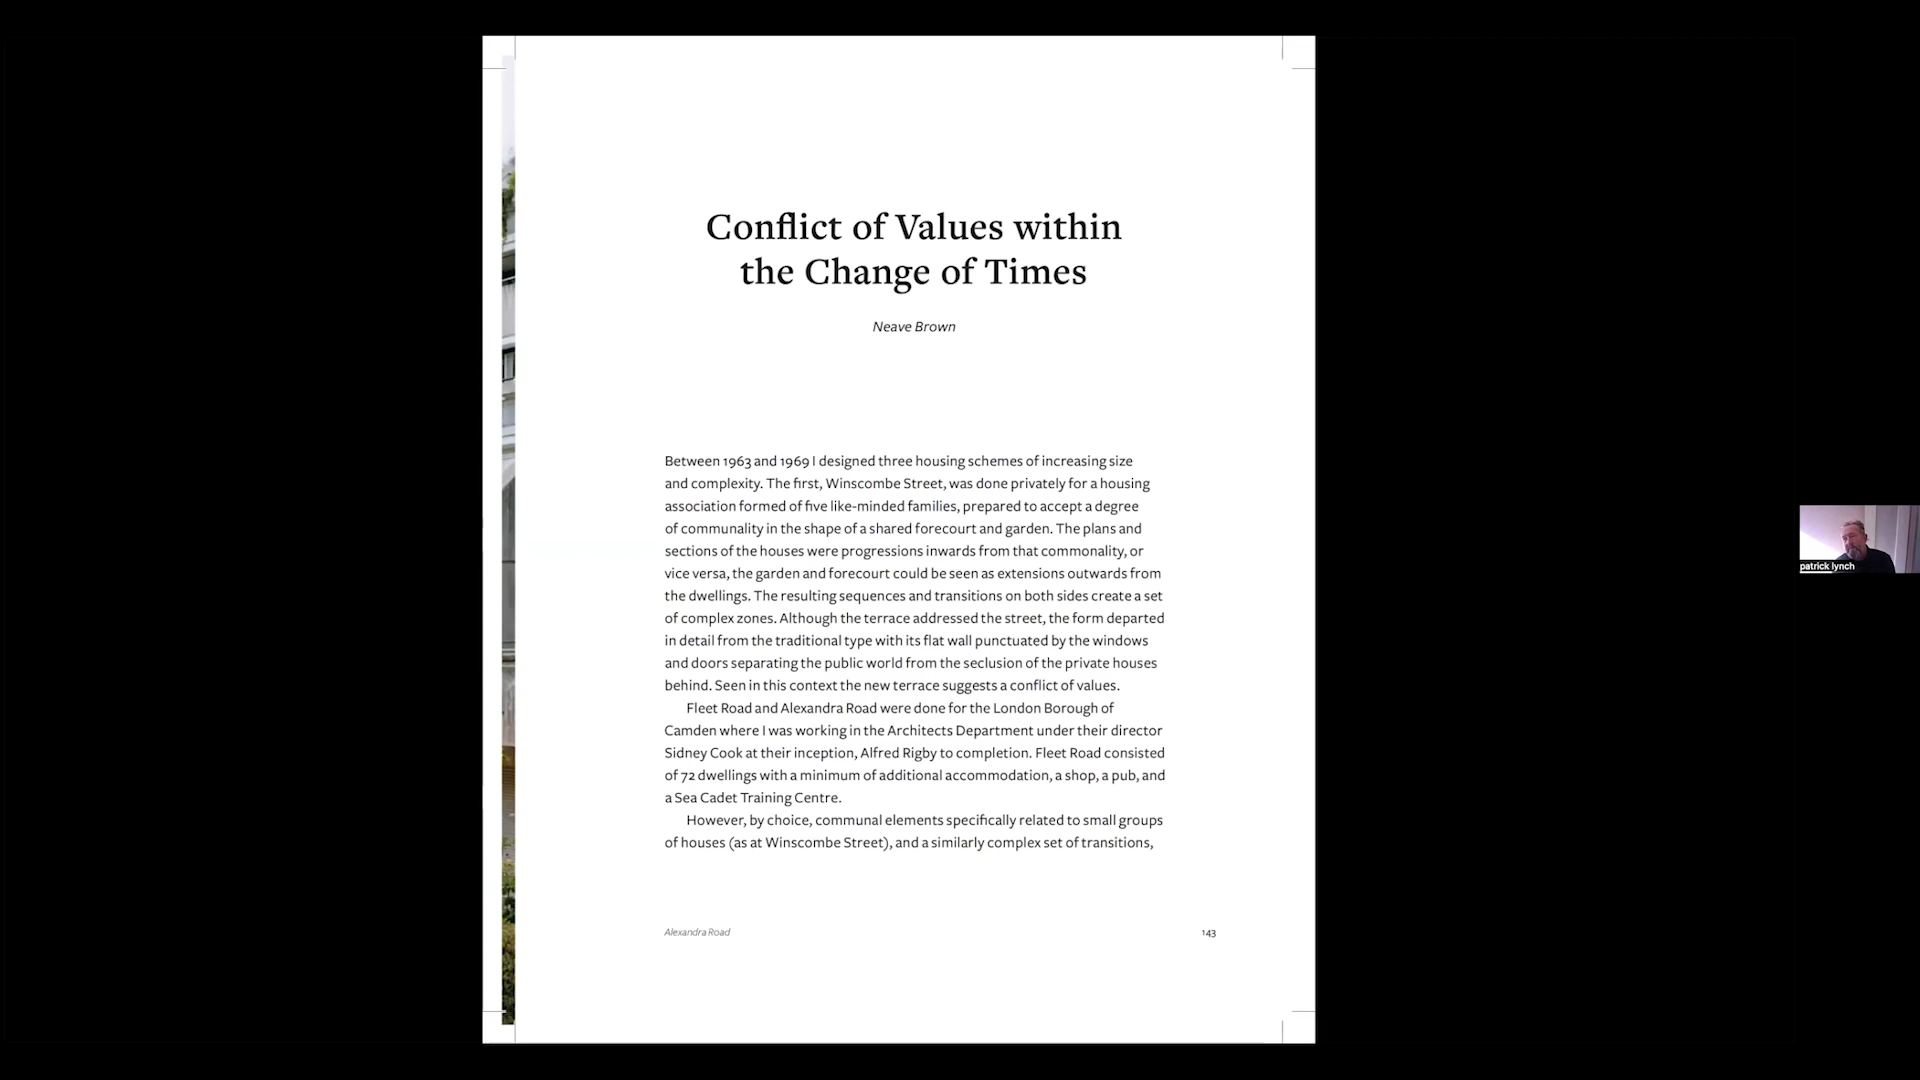 Conflict of Values within
the Change of Times
Neave Brown
Between 1963 and 1969 I designed three housing schemes of increasing size
and complexity. The first, Winscombe Street, was done privately for a housing
association formed of five like-minded families, prepared to accept a degree
of communality in the shape of a shared forecourt and garden. The plans and
sections of the houses were progressions inwards from that commonality, or
vice versa, the garden and forecourt could be seen as extensions outwards from
the dwellings. The resulting sequences and transitions on both sides create a set
of complex zones. Although the terrace addressed the street, the form departed
in detail from the traditional type with its flat wall punctuated by the windows
and doors separating the public world from the seclusion of the private houses
behind. Seen in this context the new terrace suggests a conflict of values.
Fleet Road and Alexandra Road were done for the London Borough of
Camden where I was working in the Architects Department under their director
Sidney Cook at their inception, Alfred Rigby to completion. Fleet Road consisted
of 72 dwellings with a minimum of additional accommodation, a shop, a pub, and
a Sea Cadet Training Centre.
However, by choice, communal elements specifically related to small groups
of houses (as at Winscombe Street), and a similarly complex set of transitions,
Alexandra Road
143
patrick lynch